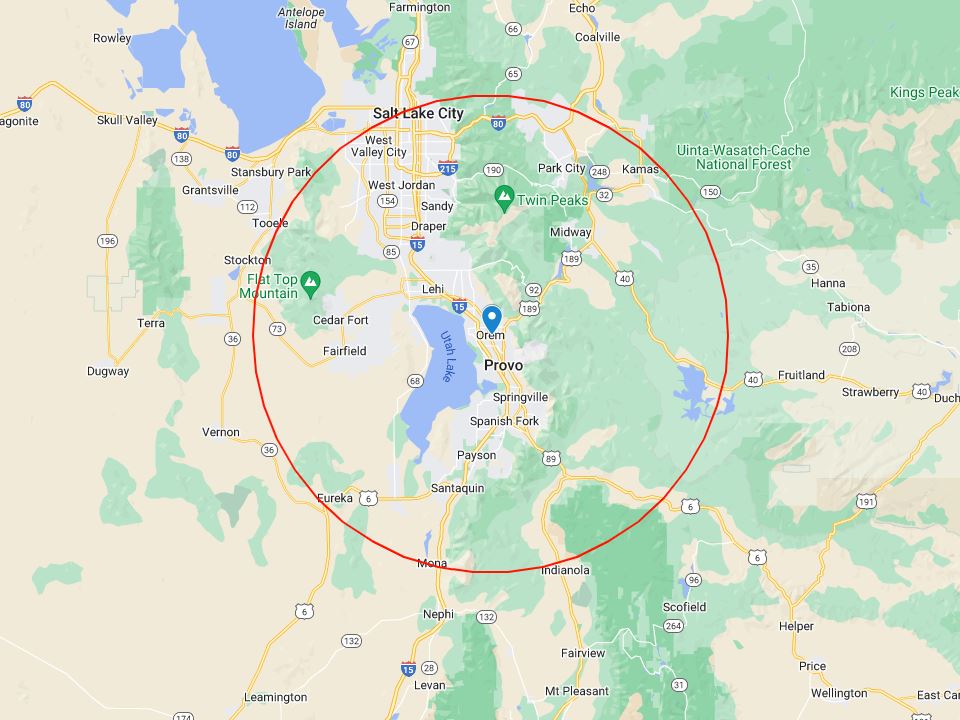 Farmington
Echo
Antelope
Island
66
Rowley
67
Coalville
65
Kings Peak
80
agonite
Skull Valley
Salt Lake City
80
80
West
Valley City
80
138
Stansbury Park
215
190
Park City
248
Kamas
Uinta-Wasatch-Cache
National Forest
Grantsville
West Jordan
32
150
112
154
Sandy
Twin Peaks
Tooele
Draper
Midway
196
15
85
189
Stockton
35
Flat Top
Mountain
Lehi
92
40
Hanna
15
189
Tabiona
Terra
Cedar Fort
73
Orem
36
Fairfield
Utah Lake
208
Dugway
Provo
68
40
Fruitland
Springville
Strawberry
40
Duch
Spanish Fork
Vernon
36
Payson
89
Santaquin
Eureka
6
6
191
6
Mona
Indianola
96
Scofield
6
Nephi
132
264
Helper
132
Fairview
15
28
Price
Levan
31
Leamington
Mt Pleasant
Wellington
East Ca
174
6